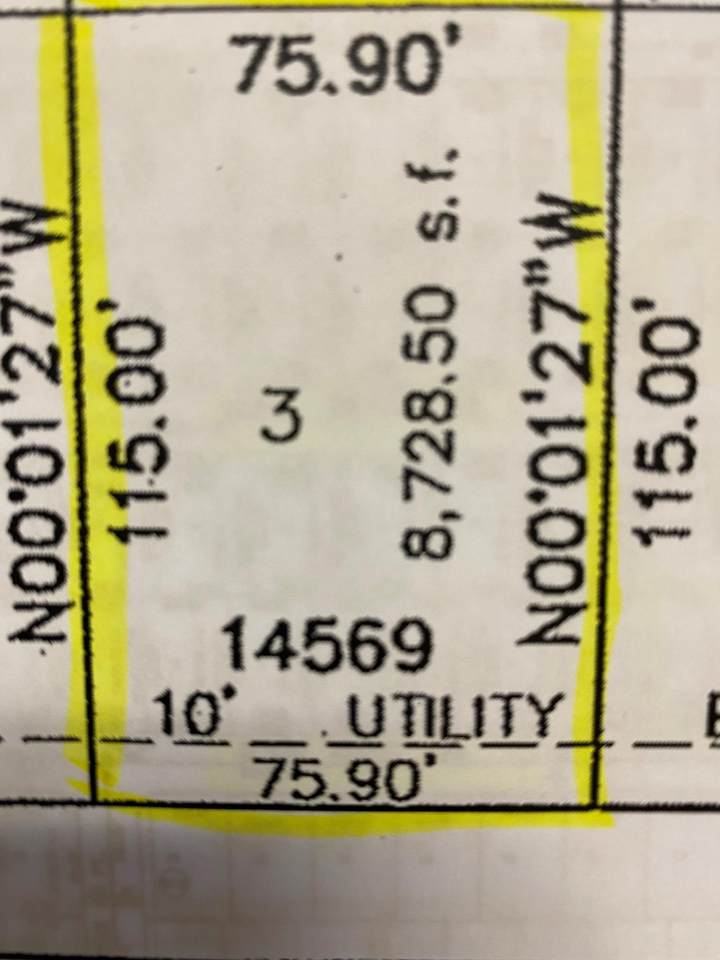 75.90'
8,728.50 s.f.
N00°01'27"W
115.00'
3
N00°01'27"W
115.00'
14569
10' UTILITY
75.90'